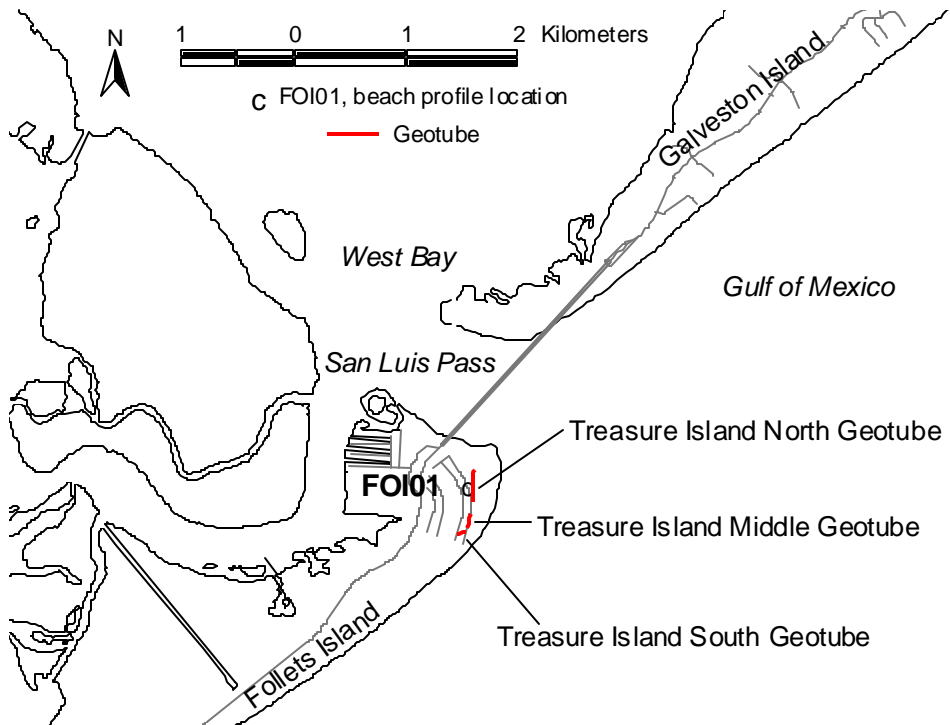 1 0 1 2 Kilometers
N
c FOI01, beach profile location
Geotube
Galveston Island
West Bay
Gulf of Mexico
San Luis Pass
Treasure Island North Geotube
FOI01 c
Treasure Island Middle Geotube
Treasure Island South Geotube
Follets Island